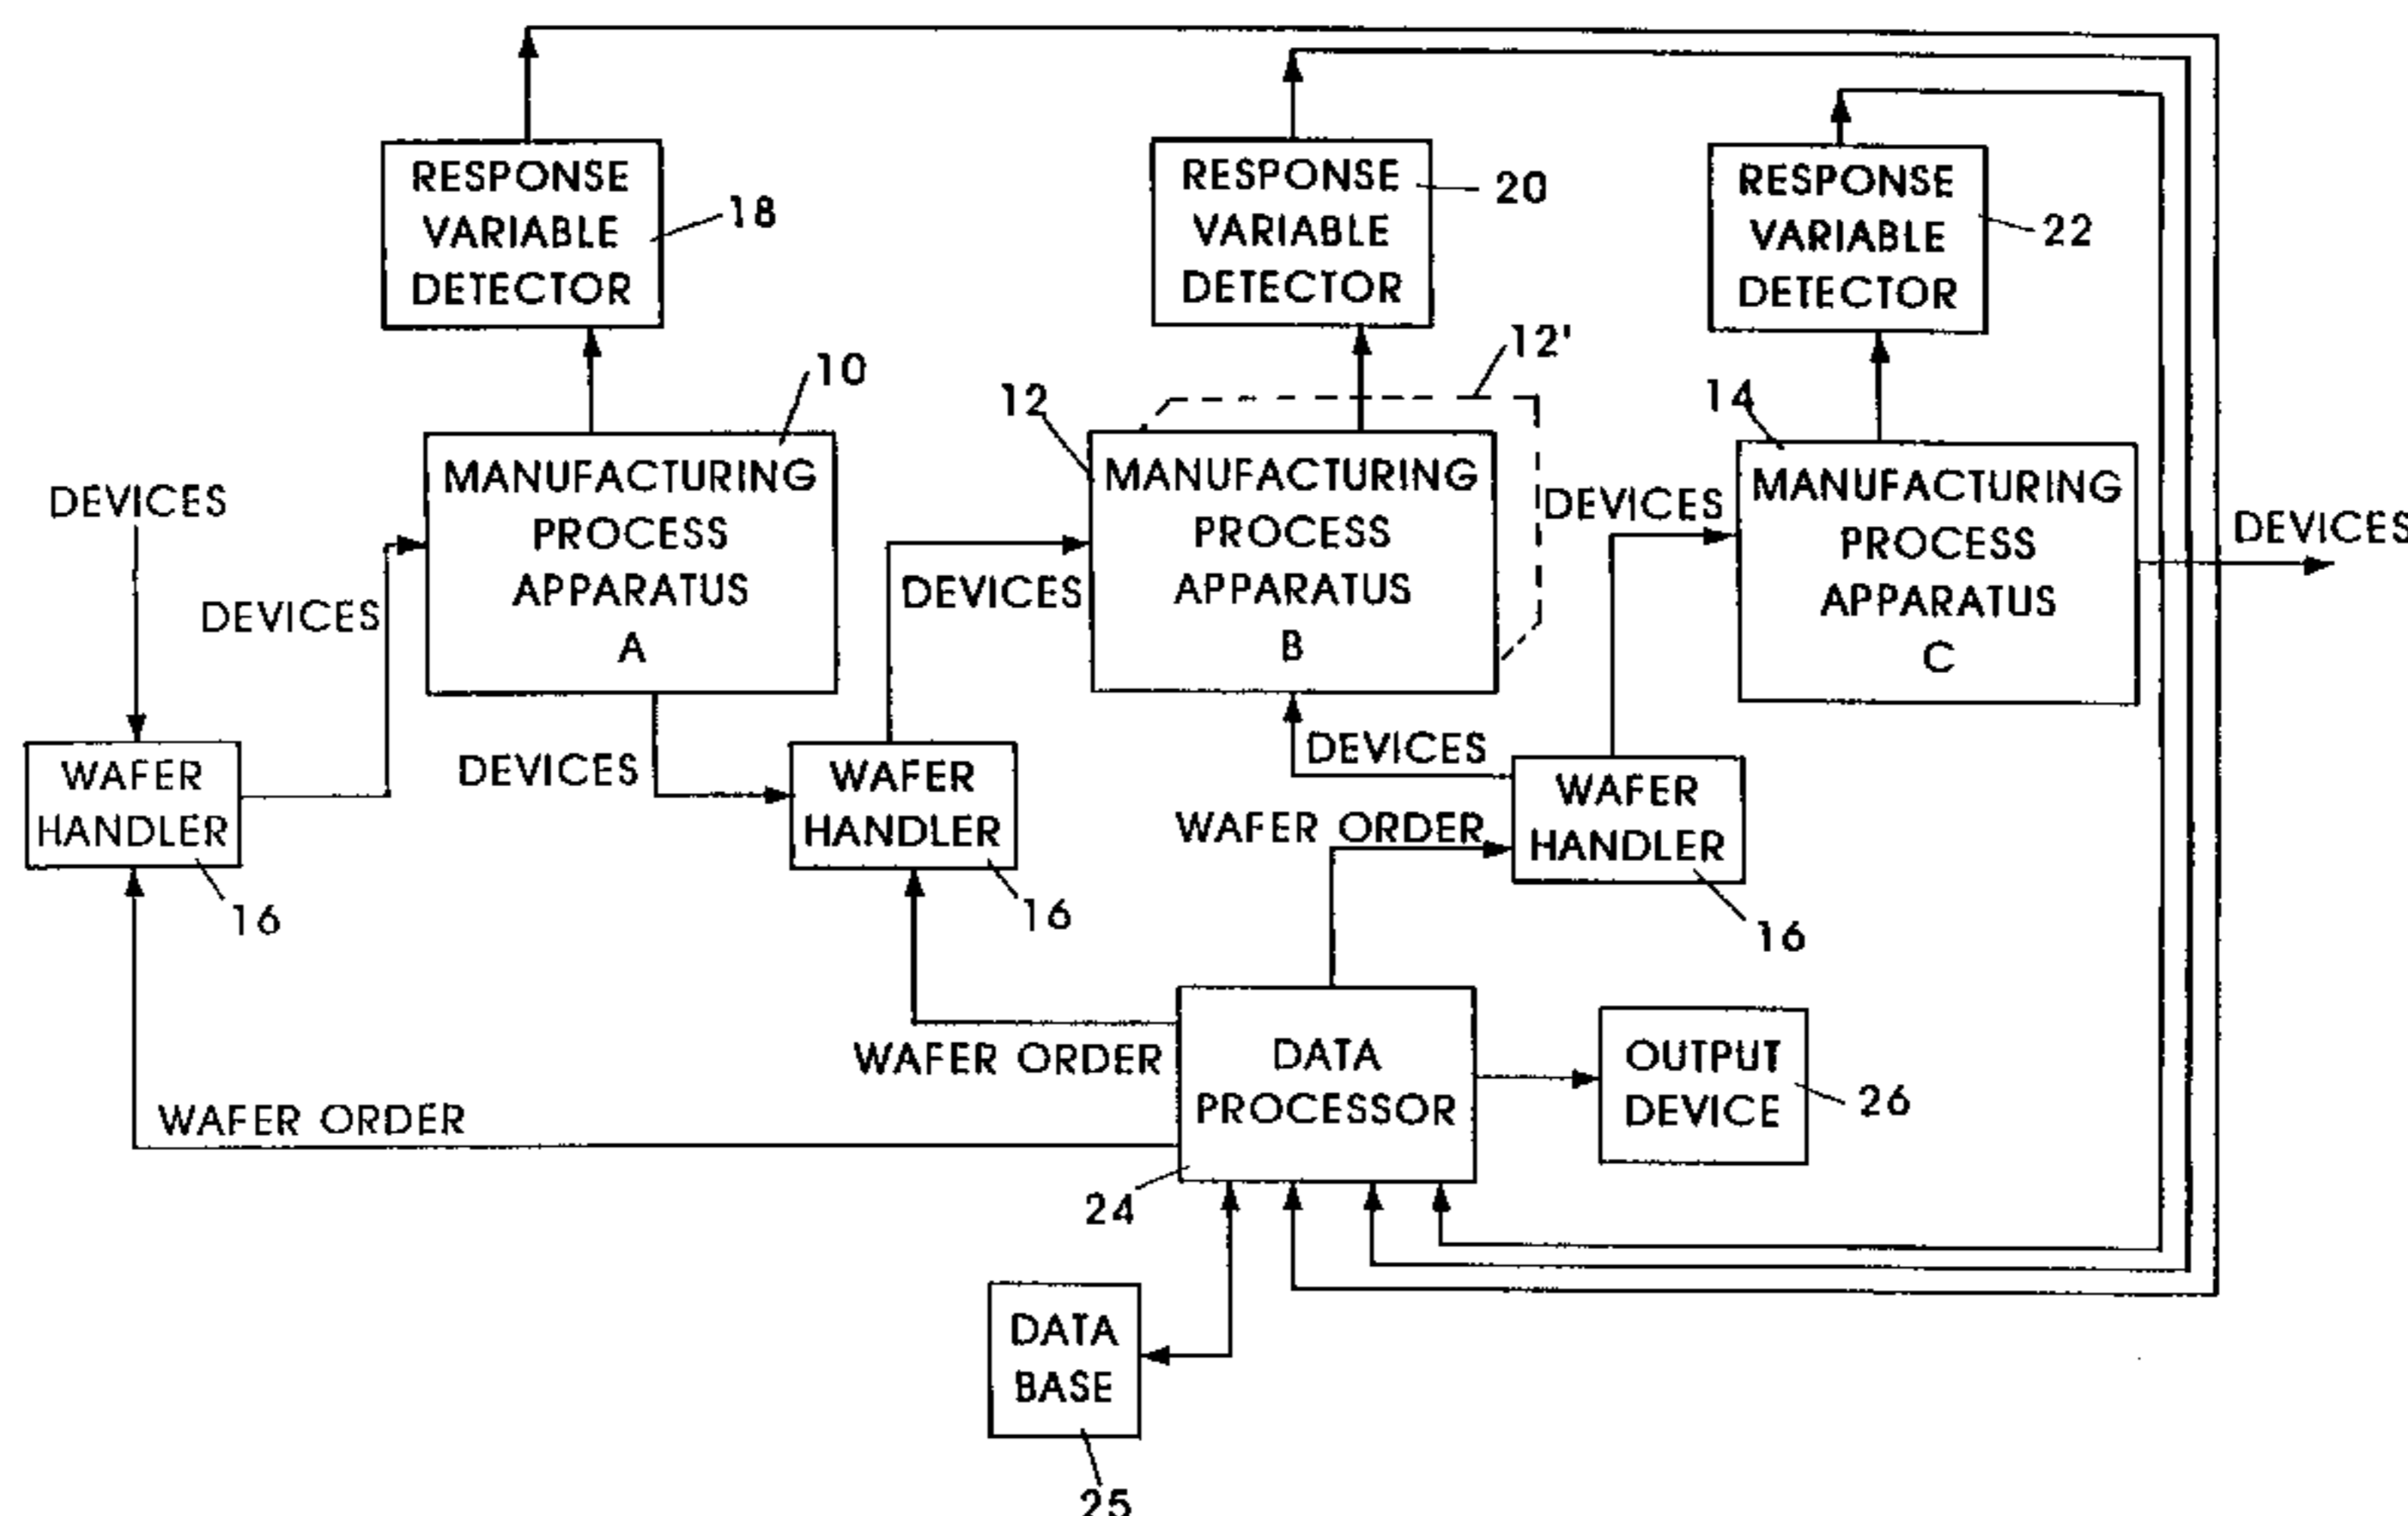 RESPONSE
VARIABLE
DETECTOR
18
RESPONSE
VARIABLE
DETECTOR
20
RESPONSE
VARIABLE
DETECTOR
22
10
12
12'
14
DEVICES
DEVICES
MANUFACTURING
PROCESS
APPARATUS
A
DEVICES
MANUFACTURING
PROCESS
APPARATUS
B
DEVICES
MANUFACTURING
PROCESS
APPARATUS
C
DEVICES
WAFER
HANDLER
16
DEVICES
WAFER
HANDLER
16
DEVICES
WAFER ORDER
WAFER
HANDLER
16
WAFER ORDER
WAFER ORDER
DATA
PROCESSOR
24
OUTPUT
DEVICE
26
DATA
BASE
25